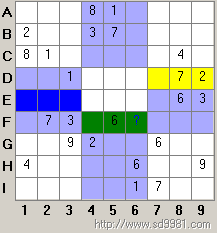 A 8 1
B 2 3 7
C 8 1 4
D 1 7 2
E 6 3
F 7 3 6 ?
G 9 2 6
H 4 6 9
I 1 7
1 2 3 4 5 6 7 8 9
http://www.sd9981.com